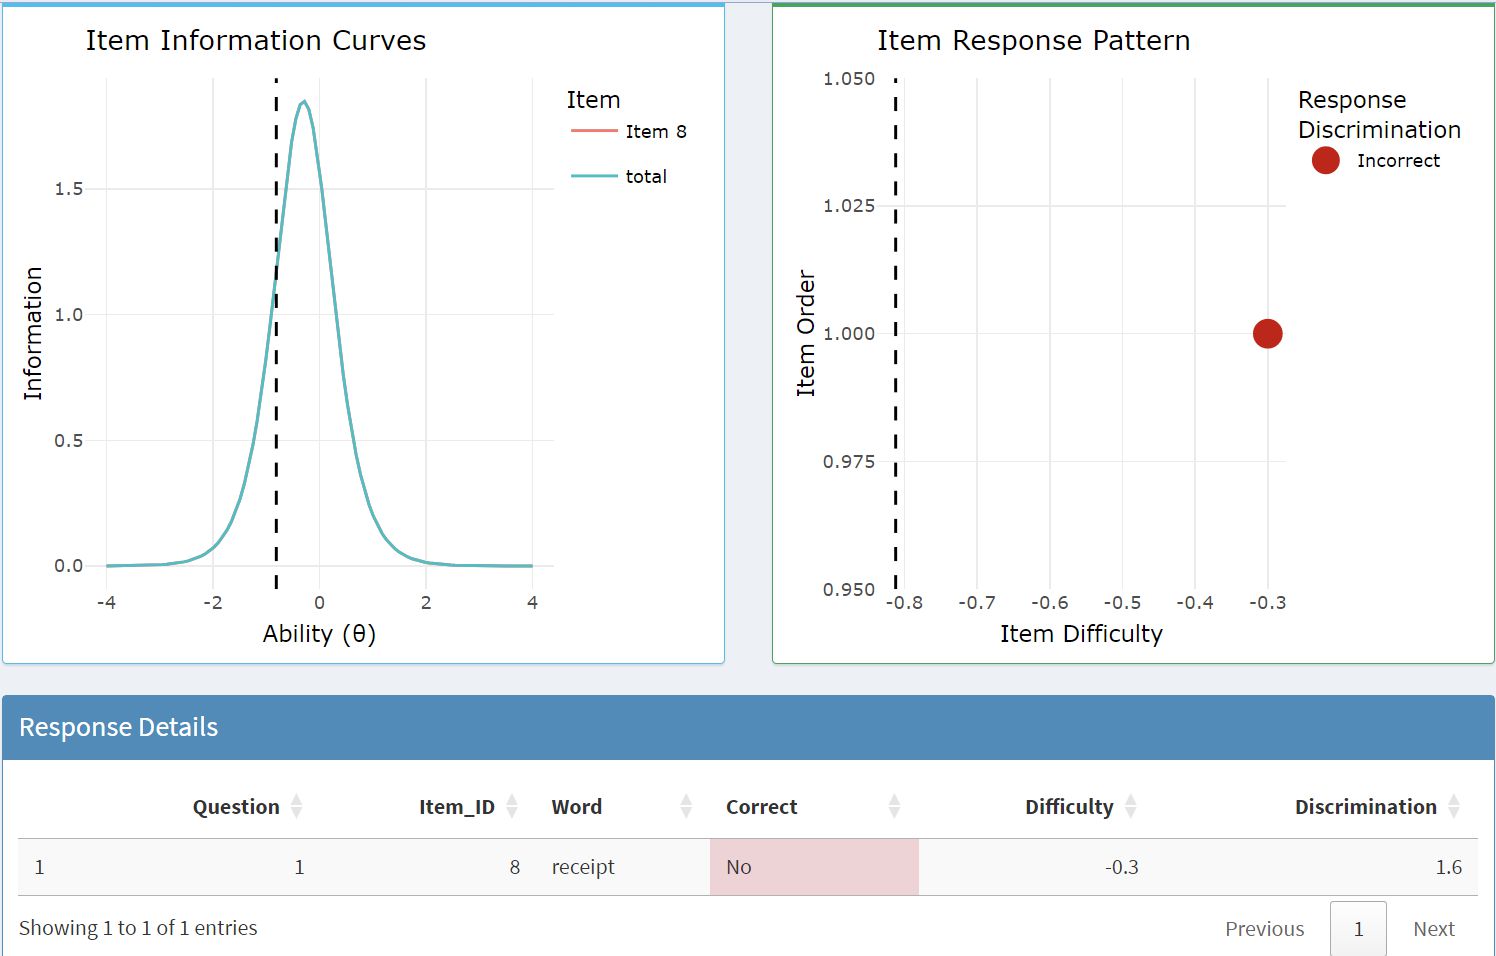 Item Information Curves
Information
1.5
1.0
0.5
0.0
-4 -2 0 2 4
Ability (θ)
Item
Item 8
total
Item Response Pattern
Item Order
1.050
1.025
1.000
0.975
0.950
-0.8 -0.7 -0.6 -0.5 -0.4 -0.3
Item Difficulty
Response
Discrimination
Incorrect
Response Details
Question Item_ID Word Correct Difficulty Discrimination
1 1 8 receipt No -0.3 1.6
Showing 1 to 1 of 1 entries
Previous 1 Next